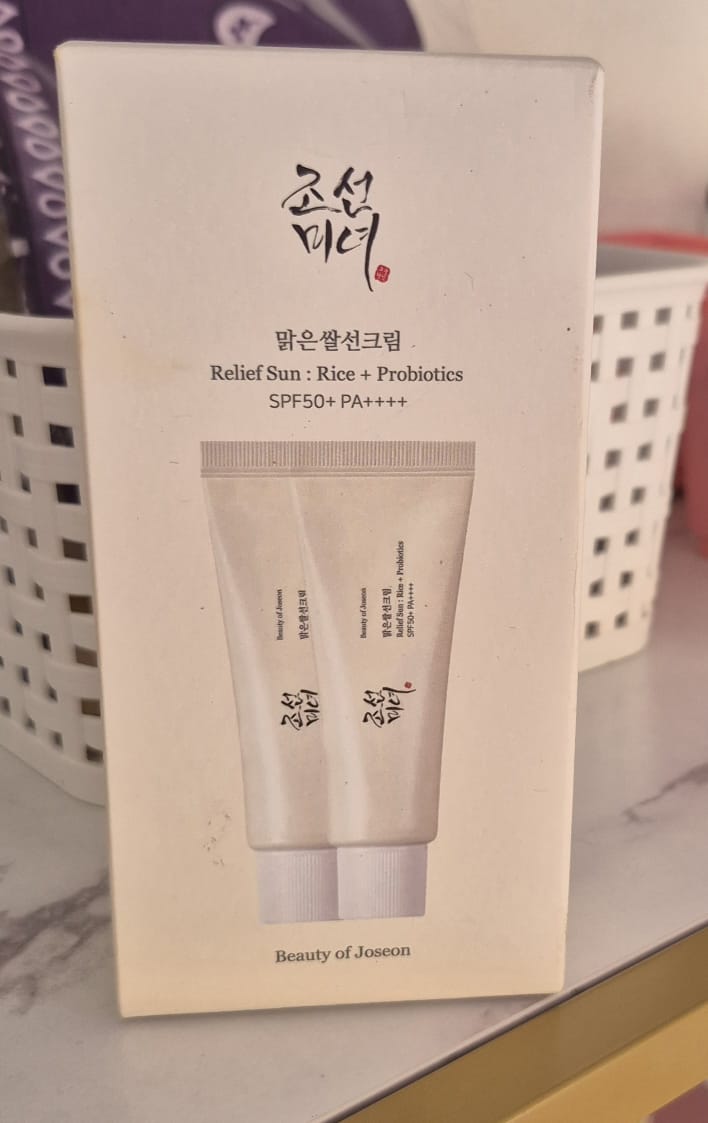 조선
미녀
맑은쌀선크림
Relief Sun : Rice + Probiotics
SPF50+ PA++++
Beauty of Joseon
맑은쌀선크림
조선
미녀
Beauty of Joseon
맑은쌀선크림
Relief Sun : Rice + Probiotics
SPF50+ PA++++
조선
미녀
Beauty of Joseon